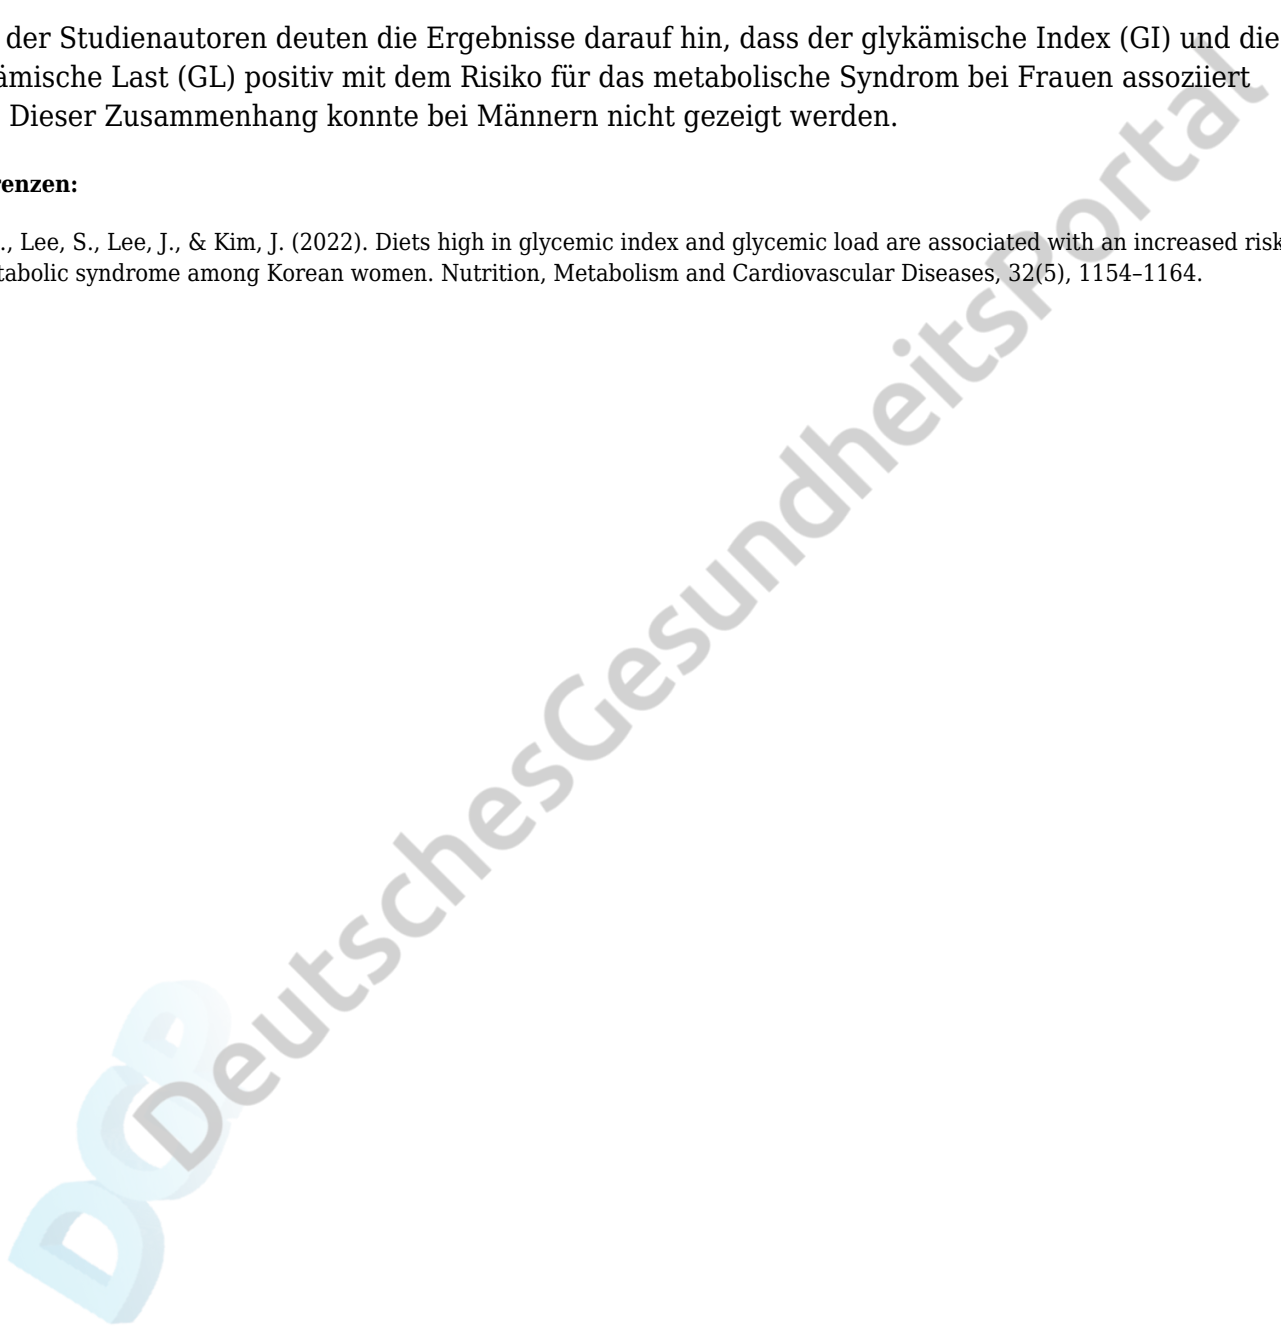 der Studienautoren deuten die Ergebnisse darauf hin, dass der glykämische Index (GI) und die
ämische Last (GL) positiv mit dem Risiko für das metabolische Syndrom bei Frauen assoziiert
Dieser Zusammenhang konnte bei Männern nicht gezeigt werden.
renzen:
., Lee, S., Lee, J., & Kim, J. (2022). Diets high in glycemic index and glycemic load are associated with an increased risk
tabolic syndrome among Korean women. Nutrition, Metabolism and Cardiovascular Diseases, 32(5), 1154–1164.
DeutschesGesundheitsPortal
DGP